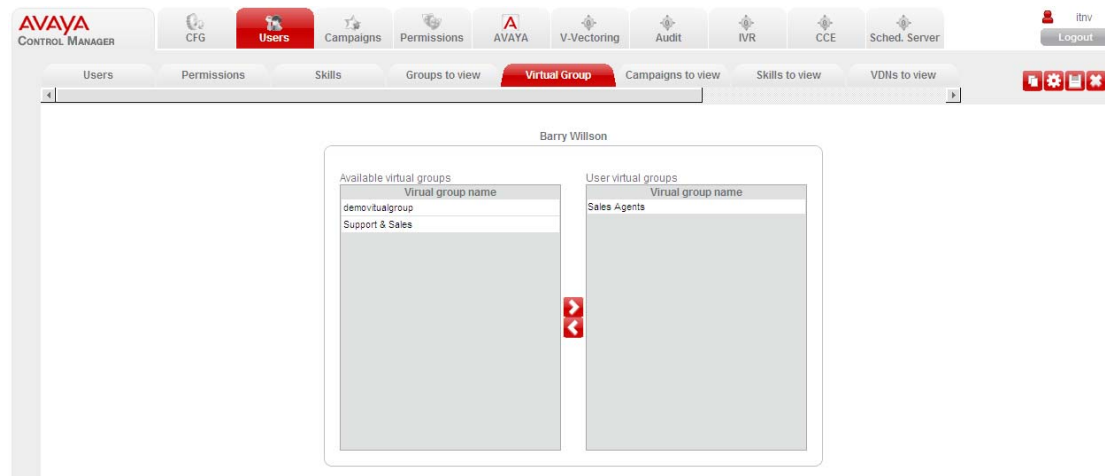 AVAYA
CONTROL MANAGER
CFG
Users
Campaigns
Permissions
AVAYA
V-Vectoring
Audit
IVR
CCE
Sched. Server
itnv
Logout
Users
Permissions
Skills
Groups to view
Virtual Group
Campaigns to view
Skills to view
VDNs to view
Barry Willson
Available virtual groups
Virual group name
demovitualgroup
Support & Sales
User virtual groups
Virual group name
Sales Agents